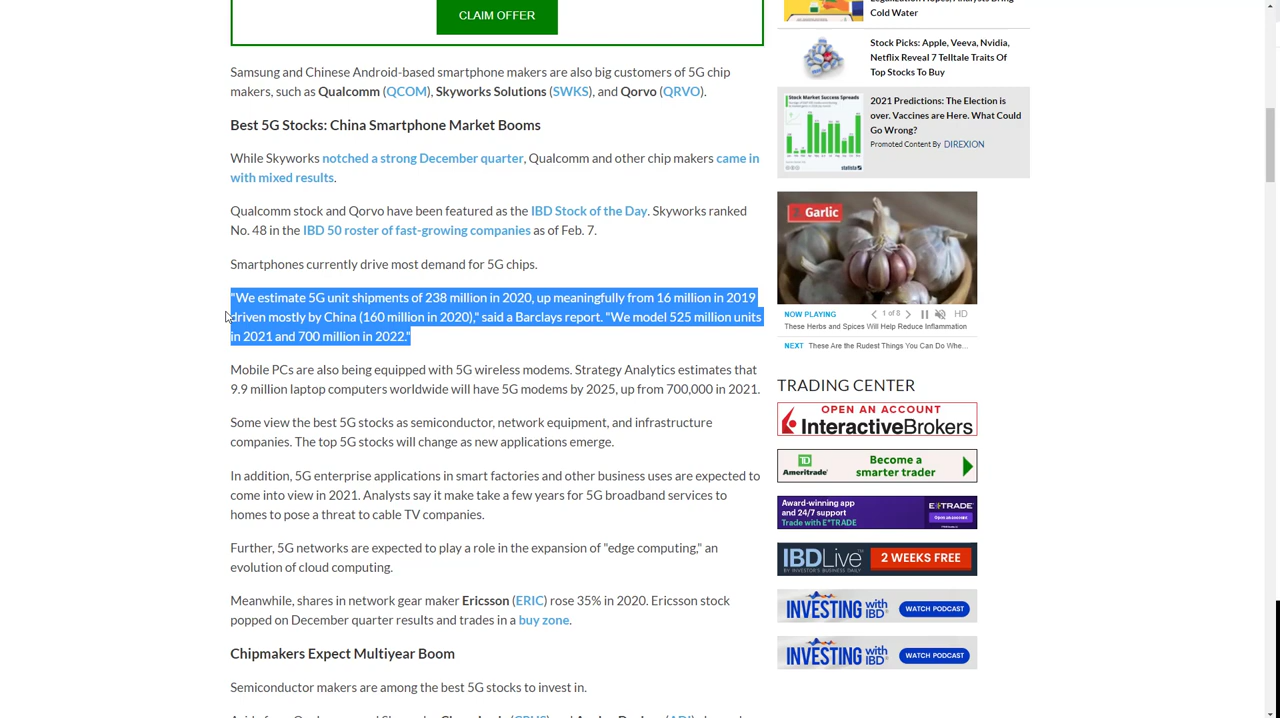 CLAIM OFFER
Samsung and Chinese Android-based smartphone makers are also big customers of 5G chip
makers, such as Qualcomm (QCOM), Skyworks Solutions (SWKS), and Qorvo (QRVO).
Best 5G Stocks: China Smartphone Market Booms
While Skyworks notched a strong December quarter, Qualcomm and other chip makers came in
with mixed results.
Qualcomm stock and Qorvo have been featured as the IBD Stock of the Day. Skyworks ranked
No. 48 in the IBD 50 roster of fast-growing companies as of Feb. 7.
Smartphones currently drive most demand for 5G chips.
"We estimate 5G unit shipments of 238 million in 2020, up meaningfully from 16 million in 2019
driven mostly by China (160 million in 2020)," said a Barclays report. "We model 525 million units
in 2021 and 700 million in 2022."
Mobile PCs are also being equipped with 5G wireless modems. Strategy Analytics estimates that
9.9 million laptop computers worldwide will have 5G modems by 2025, up from 700,000 in 2021.
Some view the best 5G stocks as semiconductor, network equipment, and infrastructure
companies. The top 5G stocks will change as new applications emerge.
In addition, 5G enterprise applications in smart factories and other business uses are expected to
come into view in 2021. Analysts say it make take a few years for 5G broadband services to
homes to pose a threat to cable TV companies.
Further, 5G networks are expected to play a role in the expansion of "edge computing," an
evolution of cloud computing.
Meanwhile, shares in network gear maker Ericsson (ERIC) rose 35% in 2020. Ericsson stock
popped on December quarter results and trades in a buy zone.
Chipmakers Expect Multiyear Boom
Semiconductor makers are among the best 5G stocks to invest in.
Cold Water
Stock Picks: Apple, Veeva, Nvidia,
Netflix Reveal 7 Telltale Traits Of
Top Stocks To Buy
Stock Market Success Spreads
statista
2021 Predictions: The Election is
over. Vaccines are Here. What Could
Go Wrong?
Promoted Content By DIREXION
2 Garlic
NOW PLAYING
1 of 8
HD
These Herbs and Spices Will Help Reduce Inflammation
NEXT These Are the Rudest Things You Can Do Whe...
TRADING CENTER
OPEN AN ACCOUNT
InteractiveBrokers
TD
Ameritrade
Become a
smarter trader
Award-winning app
and 24/7 support
Trade with E*TRADE
E*TRADE
Open an account
IBDLive
BY INVESTOR'S BUSINESS DAILY
2 WEEKS FREE
INVESTING with IBD
WATCH PODCAST
INVESTING with IBD
WATCH PODCAST